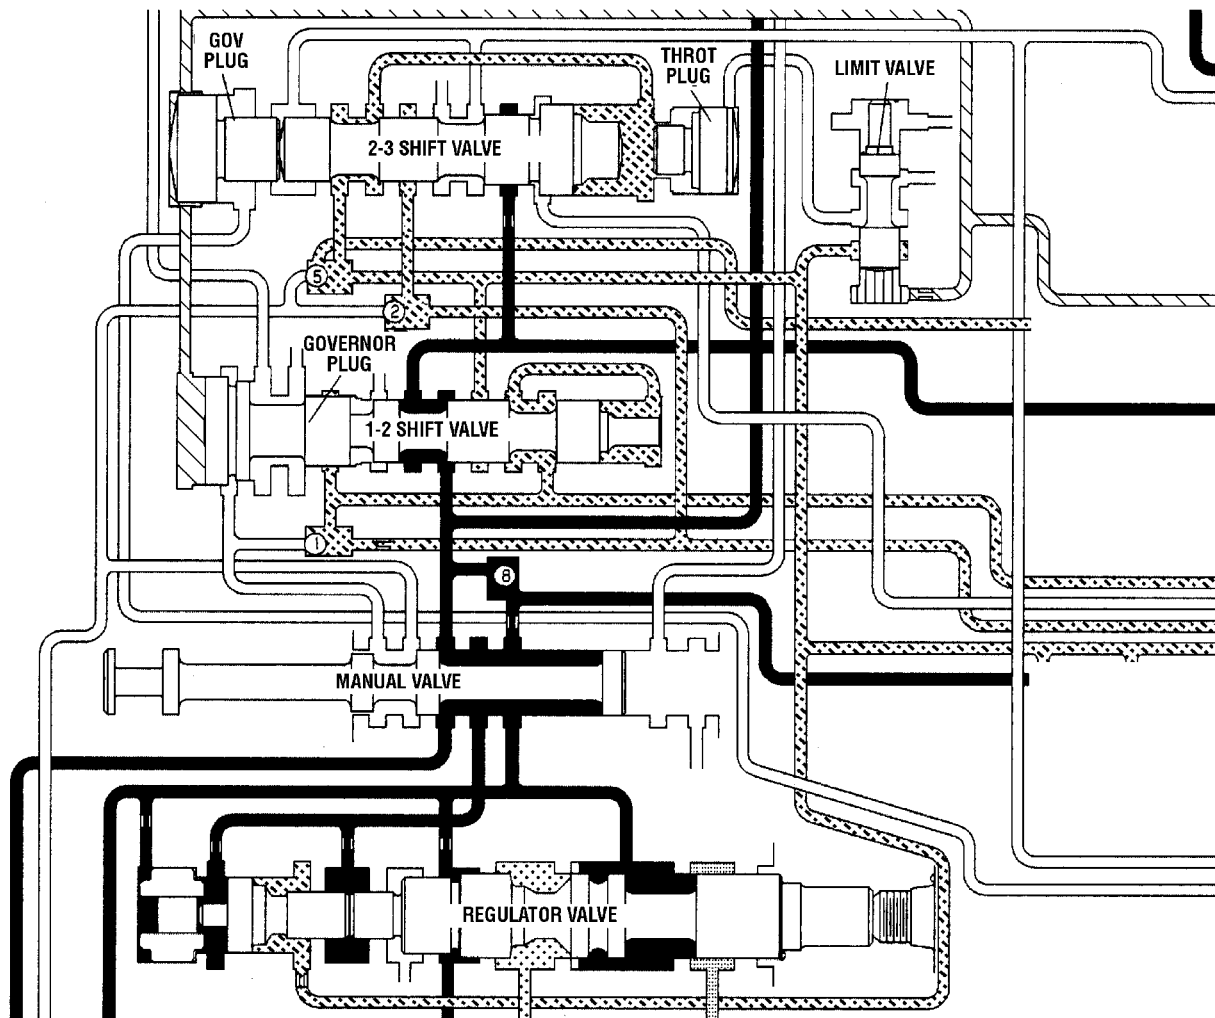 GOV
PLUG
THROT
PLUG
LIMIT VALVE
2-3 SHIFT VALVE
5
2
GOVERNOR
PLUG
1-2 SHIFT VALVE
1
8
MANUAL VALVE
REGULATOR VALVE